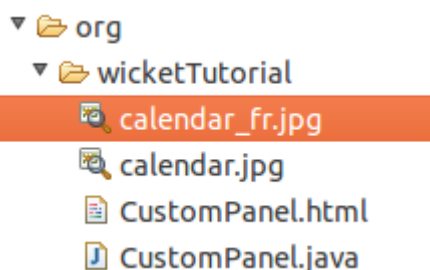 org
wicketTutorial
calendar_fr.jpg
calendar.jpg
CustomPanel.html
CustomPanel.java